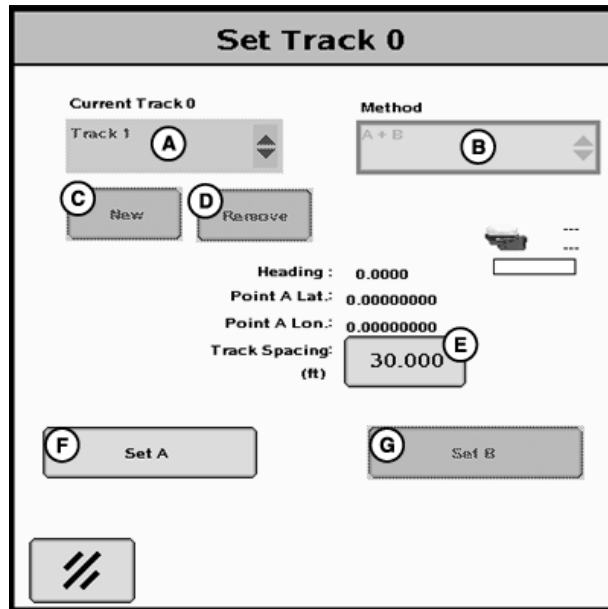 Set Track 0
Current Track 0
Method
Track 1
A
A + B
B
C
New
D
Remove
---
---
Heading : 0.0000
Point A Lat.: 0.00000000
Point A Lon.: 0.00000000
Track Spacing:
(ft)
30.000
E
F
Set A
G
Set B